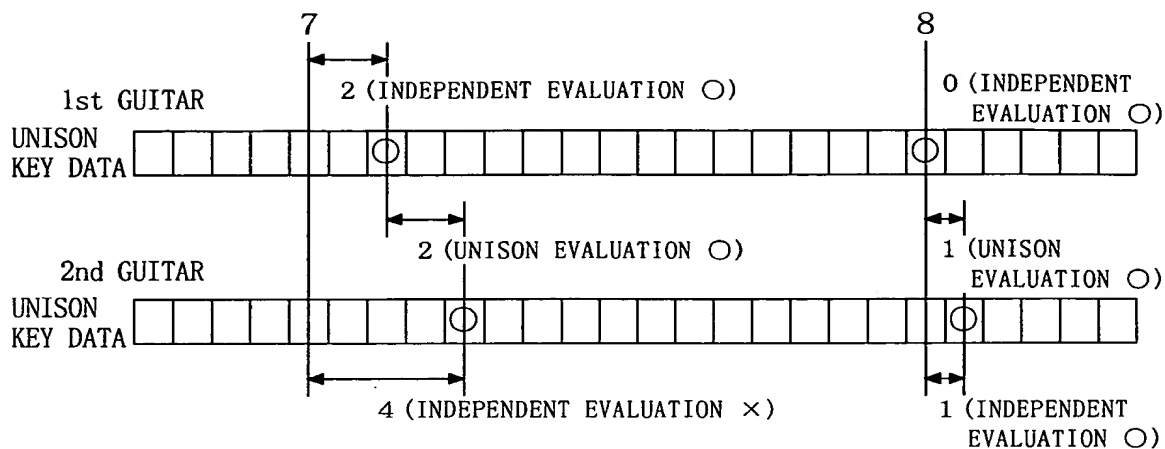 7
8
2 (INDEPENDENT EVALUATION ○)
0 (INDEPENDENT
EVALUATION ○)
1st GUITAR
UNISON
KEY DATA
2 (UNISON EVALUATION ○)
1 (UNISON
EVALUATION ○)
2nd GUITAR
UNISON
KEY DATA
4 (INDEPENDENT EVALUATION ×)
1 (INDEPENDENT
EVALUATION ○)